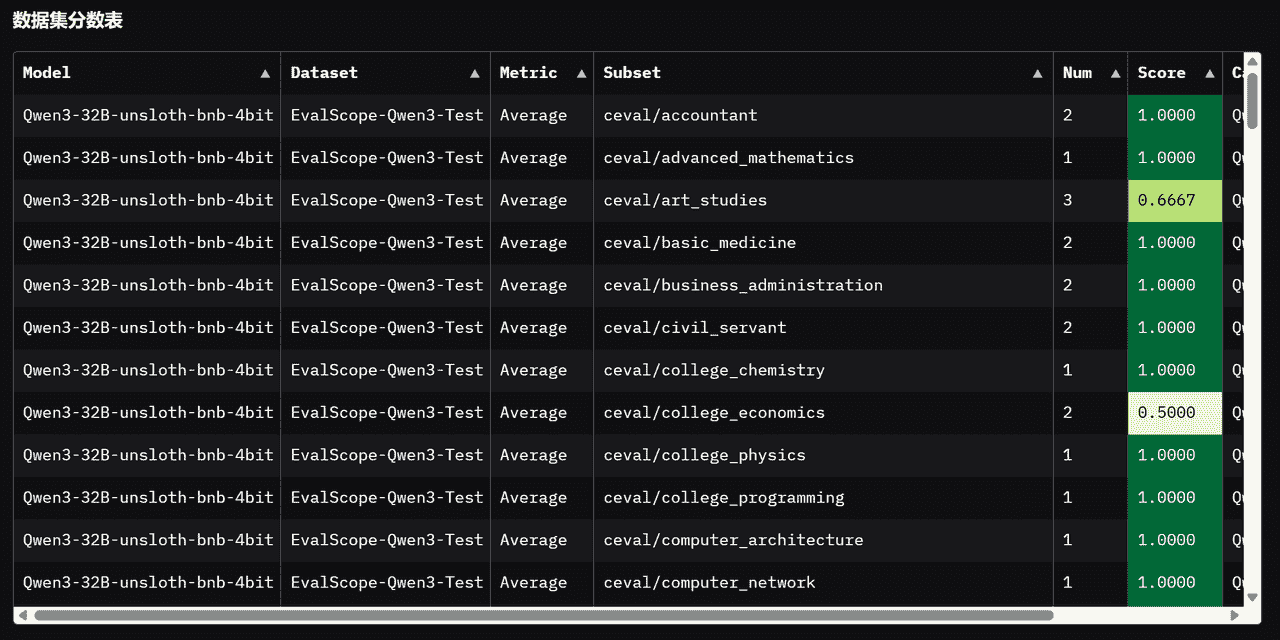 数据集分数表
Model ▲ Dataset ▲ Metric ▲ Subset ▲ Num ▲ Score ▲
Qwen3-32B-unsloth-bnb-4bit EvalScope-Qwen3-Test Average ceval/accountant 2 1.0000
Qwen3-32B-unsloth-bnb-4bit EvalScope-Qwen3-Test Average ceval/advanced_mathematics 1 1.0000
Qwen3-32B-unsloth-bnb-4bit EvalScope-Qwen3-Test Average ceval/art_studies 3 0.6667
Qwen3-32B-unsloth-bnb-4bit EvalScope-Qwen3-Test Average ceval/basic_medicine 2 1.0000
Qwen3-32B-unsloth-bnb-4bit EvalScope-Qwen3-Test Average ceval/business_administration 2 1.0000
Qwen3-32B-unsloth-bnb-4bit EvalScope-Qwen3-Test Average ceval/civil_servant 2 1.0000
Qwen3-32B-unsloth-bnb-4bit EvalScope-Qwen3-Test Average ceval/college_chemistry 1 1.0000
Qwen3-32B-unsloth-bnb-4bit EvalScope-Qwen3-Test Average ceval/college_economics 2 0.5000
Qwen3-32B-unsloth-bnb-4bit EvalScope-Qwen3-Test Average ceval/college_physics 1 1.0000
Qwen3-32B-unsloth-bnb-4bit EvalScope-Qwen3-Test Average ceval/college_programming 1 1.0000
Qwen3-32B-unsloth-bnb-4bit EvalScope-Qwen3-Test Average ceval/computer_architecture 1 1.0000
Qwen3-32B-unsloth-bnb-4bit EvalScope-Qwen3-Test Average ceval/computer_network 1 1.0000